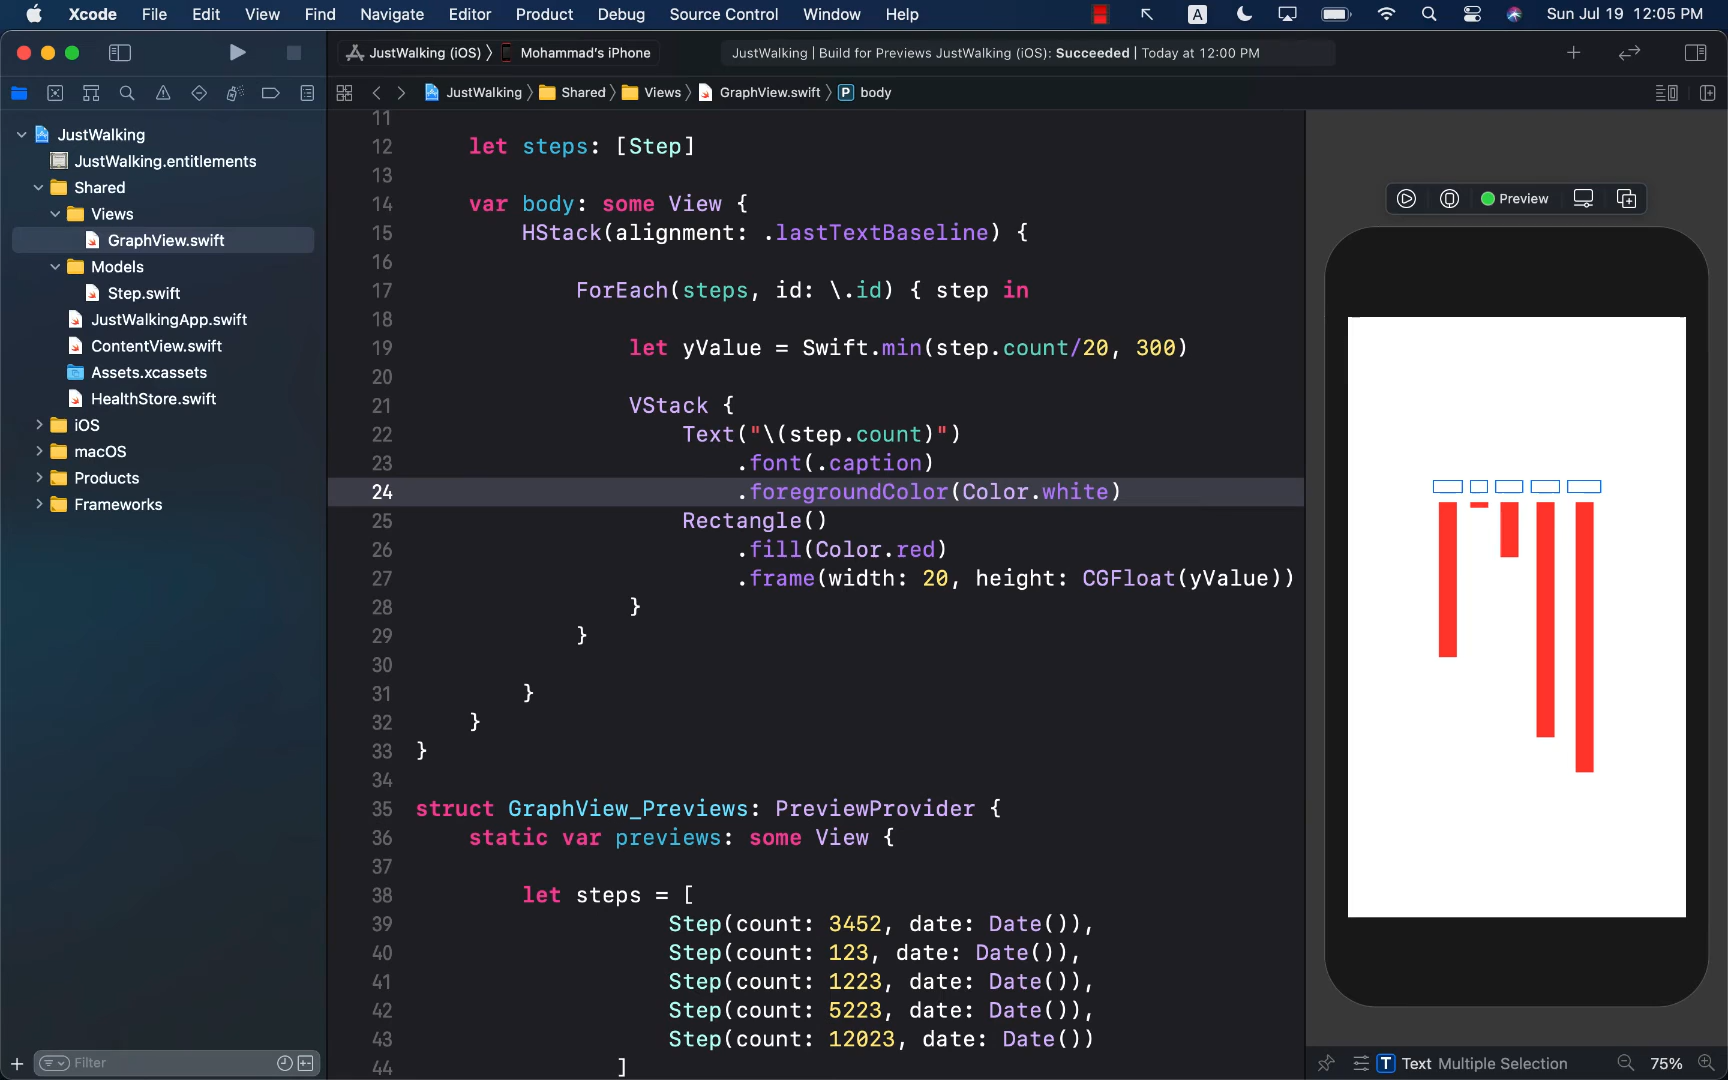 Xcode File Edit View Find Navigate Editor Product Debug Source Control Window Help A Sun Jul 19 12:05 PM
JustWalking (iOS) 〉 Mohammad's iPhone
JustWalking | Build for Previews JustWalking (iOS): Succeeded | Today at 12:00 PM
JustWalking 〉 Shared 〉 Views 〉 GraphView.swift 〉 P body
JustWalking
JustWalking.entitlements
Shared
Views
GraphView.swift
Models
Step.swift
JustWalkingApp.swift
ContentView.swift
Assets.xcassets
HealthStore.swift
iOS
macOS
Products
Frameworks
Filter
11
12 let steps: [Step]
13
14 var body: some View {
15 HStack(alignment: .lastTextBaseline) {
16
17 ForEach(steps, id: \.id) { step in
18
19 let yValue = Swift.min(step.count/20, 300)
20
21 VStack {
22 Text("\(step.count)")
23 .font(.caption)
24 .foregroundColor(Color.white)
25 Rectangle()
26 .fill(Color.red)
27 .frame(width: 20, height: CGFloat(yValue))
28 }
29 }
30
31 }
32 }
33 }
34
35 struct GraphView_Previews: PreviewProvider {
36 static var previews: some View {
37
38 let steps = [
39 Step(count: 3452, date: Date()),
40 Step(count: 123, date: Date()),
41 Step(count: 1223, date: Date()),
42 Step(count: 5223, date: Date()),
43 Step(count: 12023, date: Date())
44 ]
Preview
T Text Multiple Selection 75%